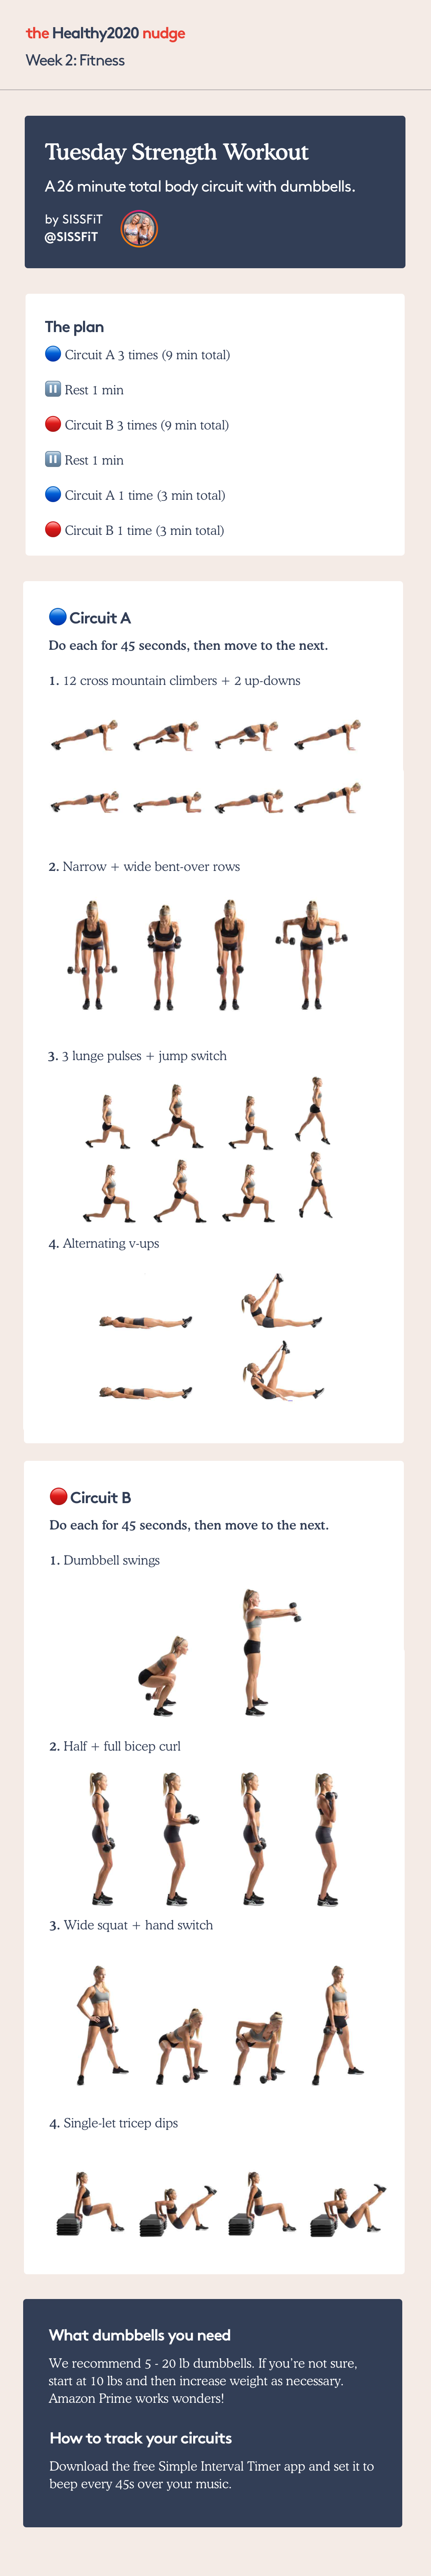 the Healthy2020 nudge
Week 2: Fitness
Tuesday Strength Workout
A 26 minute total body circuit with dumbbells.
by SISSFiT
@SISSFiT
The plan
Circuit A 3 times (9 min total)
Rest 1 min
Circuit B 3 times (9 min total)
Rest 1 min
Circuit A 1 time (3 min total)
Circuit B 1 time (3 min total)
Circuit A
Do each for 45 seconds, then move to the next.
1. 12 cross mountain climbers + 2 up-downs
2. Narrow + wide bent-over rows
3. 3 lunge pulses + jump switch
4. Alternating v-ups
Circuit B
Do each for 45 seconds, then move to the next.
1. Dumbbell swings
2. Half + full bicep curl
3. Wide squat + hand switch
4. Single-let tricep dips
What dumbbells you need
We recommend 5 - 20 lb dumbbells. If you're not sure,
start at 10 lbs and then increase weight as necessary.
Amazon Prime works wonders!
How to track your circuits
Download the free Simple Interval Timer app and set it to
beep every 45s over your music.